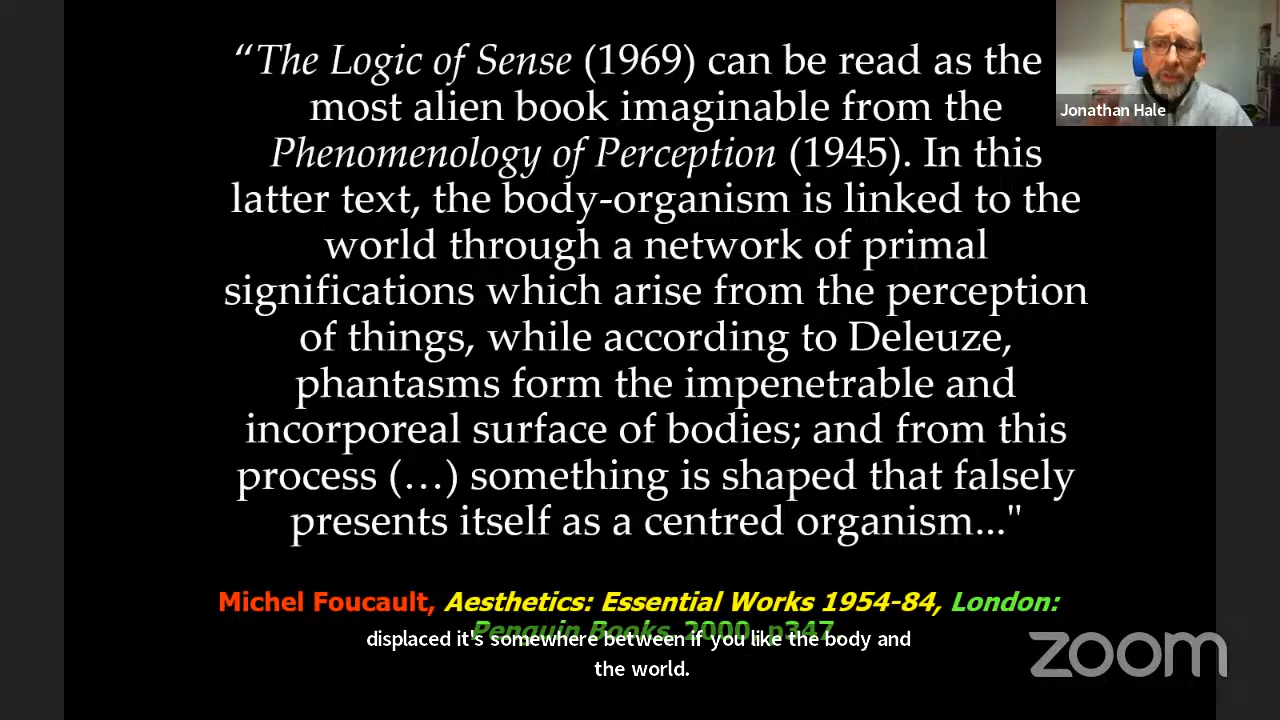 “The Logic of Sense (1969) can be read as the
most alien book imaginable from the
Phenomenology of Perception (1945). In this
latter text, the body-organism is linked to the
world through a network of primal
significations which arise from the perception
of things, while according to Deleuze,
phantasms form the impenetrable and
incorporeal surface of bodies; and from this
process (…) something is shaped that falsely
presents itself as a centred organism..."
Michel Foucault, Aesthetics: Essential Works 1954-84, London:
Penguin Books, 2000, p347.
displaced it's somewhere between if you like the body and
the world.
Jonathan Hale
zoom